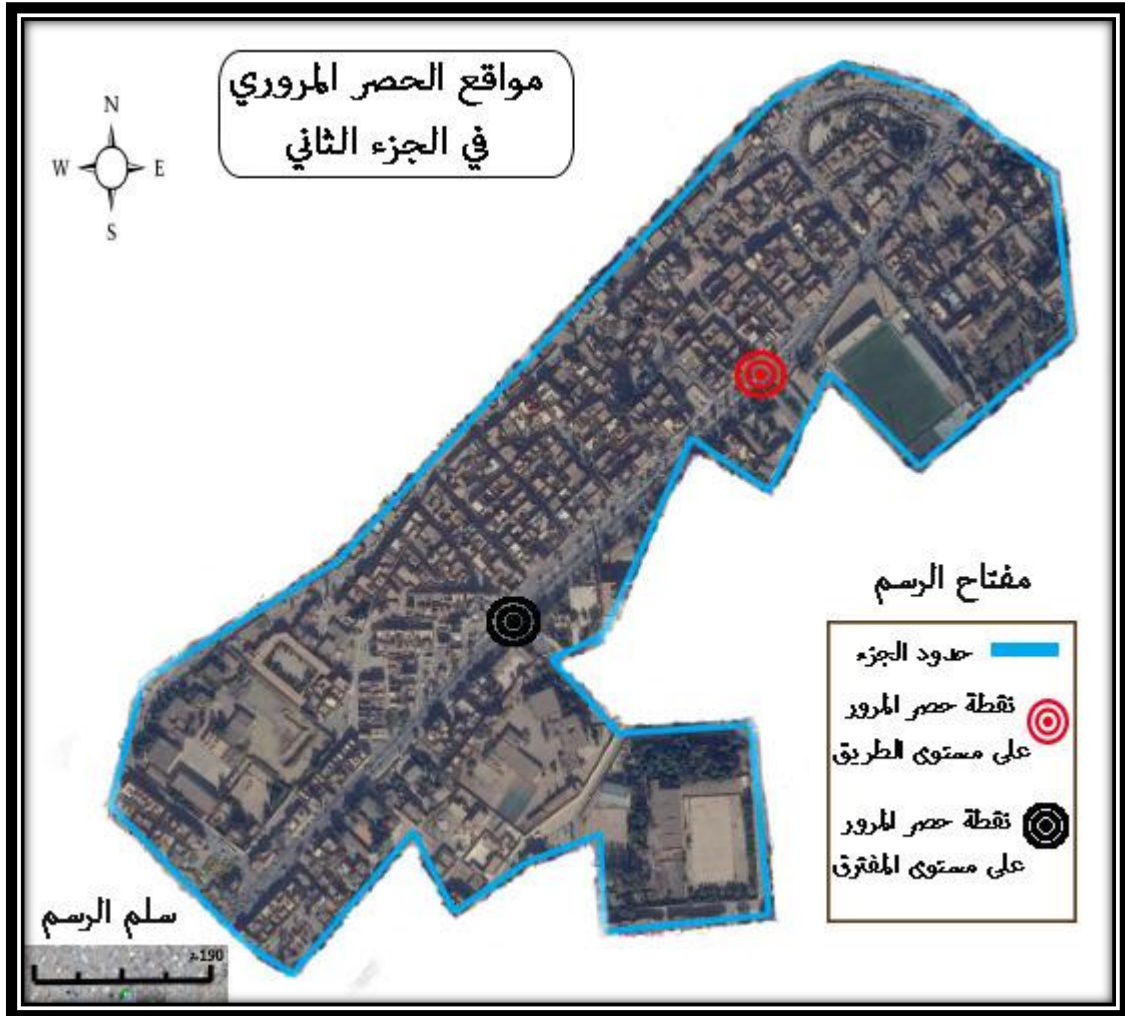 مواقع الحصر المروري
في الجزء الثاني
N
W E
S
مفتاح الرسم
حدود الجزء
نقطة حصر المرور
على مستوى الطريق
نقطة حصر المرور
على مستوى المفترق
سلم الرسم
190م